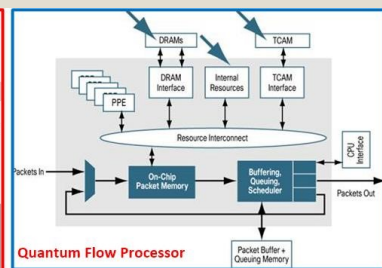 DRAMs
TCAM
PPE
DRAM
Interface
Internal
Resources
TCAM
Interface
Resource Interconnect
CPU
Interface
Packets In
On-Chip
Packet Memory
Buffering,
Queuing,
Scheduler
Packets Out
Packet Buffer +
Queuing Memory
Quantum Flow Processor